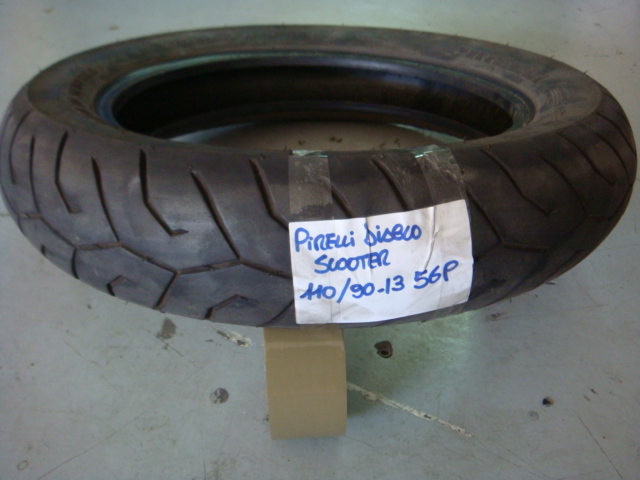 PIRELLI DIABLO
SCOOTER
110/90-13 56P